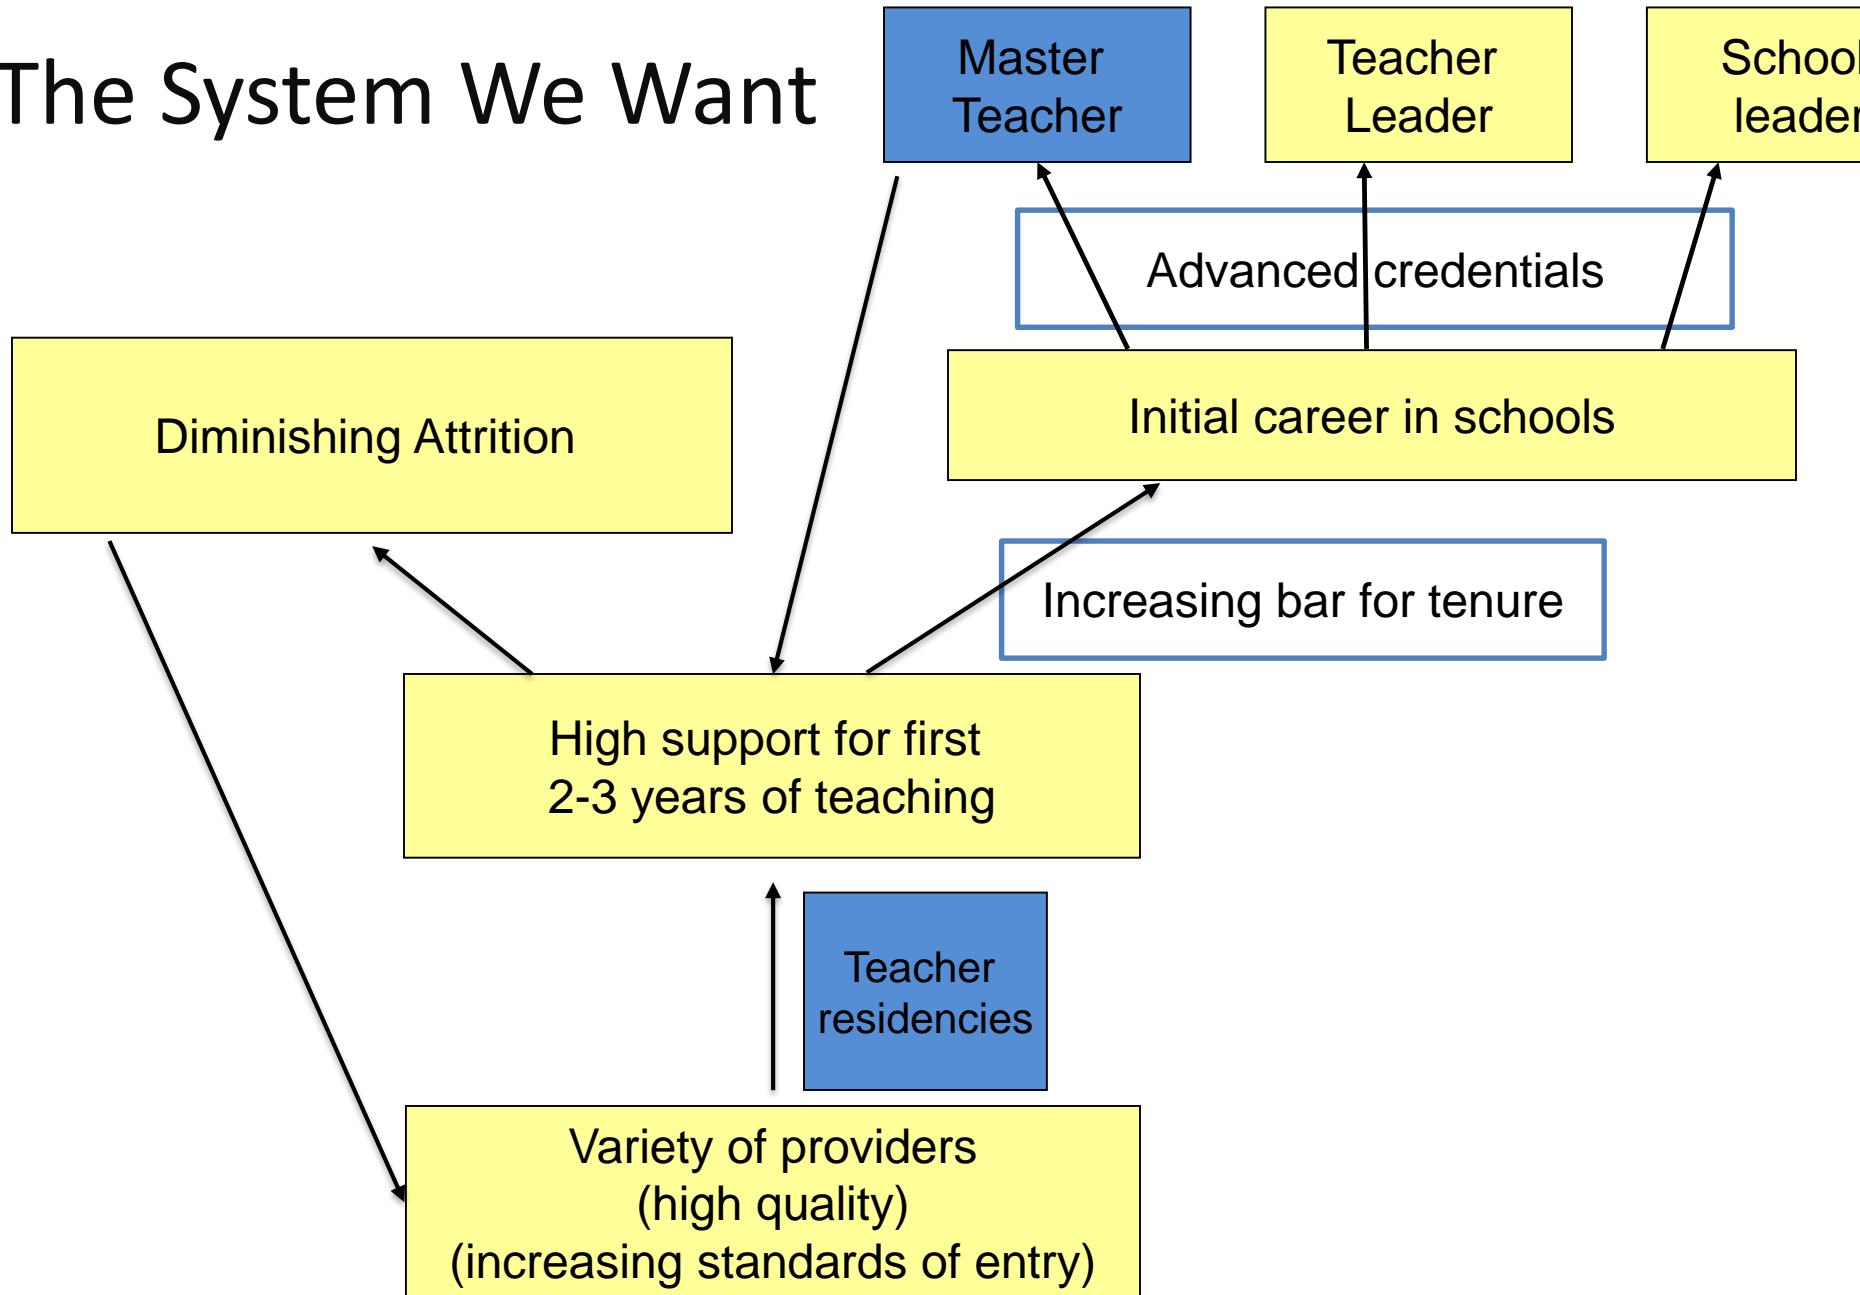 The System We Want
Master
Teacher
Teacher
Leader
School
leader
Advanced credentials
Diminishing Attrition
Initial career in schools
Increasing bar for tenure
High support for first
2-3 years of teaching
Teacher
residencies
Variety of providers
(high quality)
(increasing standards of entry)